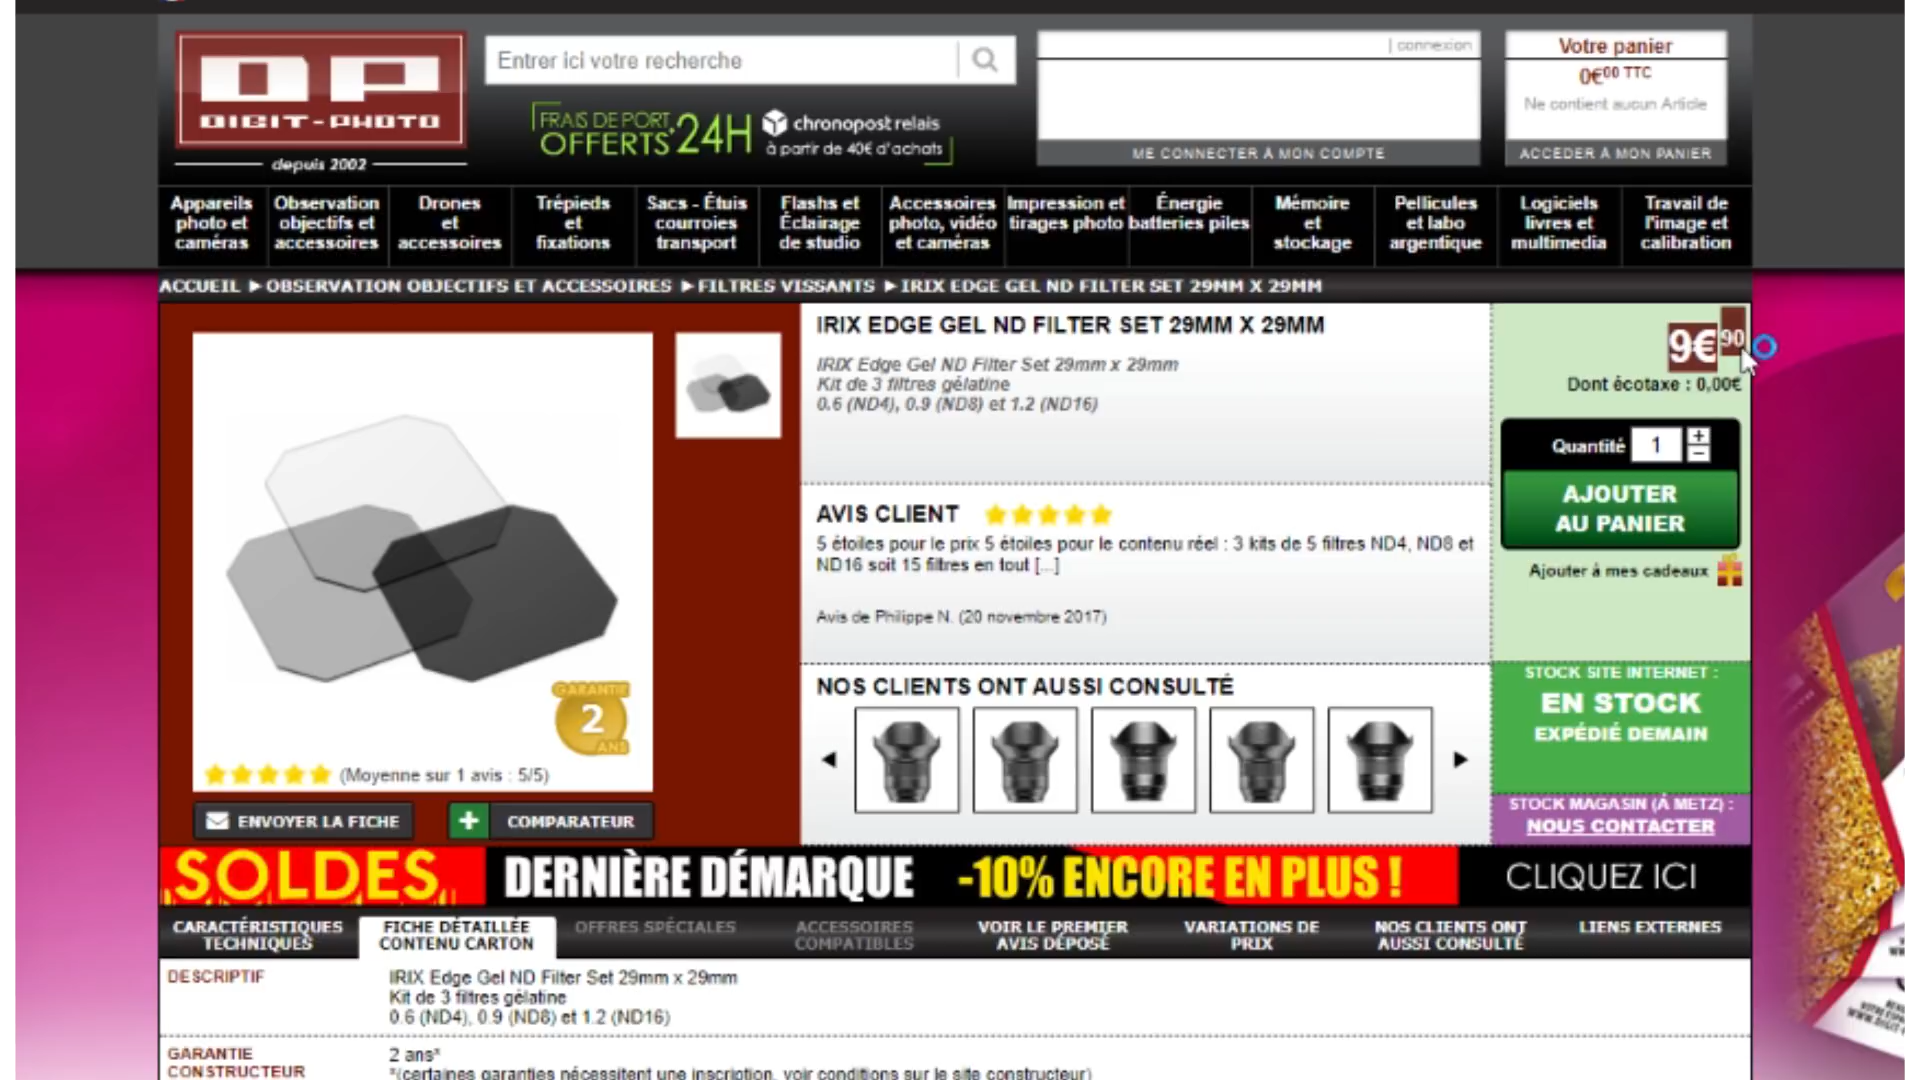 DIGIT-PHOTO
depuis 2002
Entrer ici votre recherche
FRAIS DE PORT
OFFERTS
24H
chronopost relais
à partir de 40€ d'achats
| connexion
ME CONNECTER À MON COMPTE
Votre panier
0€00 TTC
Ne contient aucun Article
ACCEDER À MON PANIER
Appareils photo et caméras
Observation objectifs et accessoires
Drones et accessoires
Trépieds et fixations
Sacs - Étuis courroies transport
Flashs et Éclairage de studio
Accessoires photo, vidéo et caméras
Impression et tirages photo
Énergie batteries piles
Mémoire et stockage
Pellicules et labo argentique
Logiciels livres et multimedia
Travail de l'image et calibration
ACCUEIL ▶ OBSERVATION OBJECTIFS ET ACCESSOIRES ▶ FILTRES VISSANTS ▶ IRIX EDGE GEL ND FILTER SET 29MM X 29MM
IRIX EDGE GEL ND FILTER SET 29MM X 29MM
IRIX Edge Gel ND Filter Set 29mm x 29mm
Kit de 3 filtres gélatine
0.6 (ND4), 0.9 (ND8) et 1.2 (ND16)
9€90
Dont écotaxe : 0,00€
Quantité 1 + −
AJOUTER
AU PANIER
Ajouter à mes cadeaux
AVIS CLIENT
5 étoiles pour le prix 5 étoiles pour le contenu réel : 3 kits de 5 filtres ND4, ND8 et
ND16 soit 15 filtres en tout [...]
Avis de Philippe N. (20 novembre 2017)
GARANTIE
2
ANS
(Moyenne sur 1 avis : 5/5)
ENVOYER LA FICHE
+ COMPARATEUR
NOS CLIENTS ONT AUSSI CONSULTÉ
STOCK SITE INTERNET :
EN STOCK
EXPÉDIÉ DEMAIN
STOCK MAGASIN (À METZ) :
NOUS CONTACTER
SOLDES DERNIÈRE DÉMARQUE -10% ENCORE EN PLUS ! CLIQUEZ ICI
CARACTÉRISTIQUES TECHNIQUES
FICHE DÉTAILLÉE CONTENU CARTON
OFFRES SPÉCIALES
ACCESSOIRES COMPATIBLES
VOIR LE PREMIER AVIS DÉPOSÉ
VARIATIONS DE PRIX
NOS CLIENTS ONT AUSSI CONSULTÉ
LIENS EXTERNES
DESCRIPTIF
IRIX Edge Gel ND Filter Set 29mm x 29mm
Kit de 3 filtres gélatine
0.6 (ND4), 0.9 (ND8) et 1.2 (ND16)
GARANTIE
CONSTRUCTEUR
2 ans*
*(certaines garanties nécessitent une inscription, voir conditions sur le site constructeur)